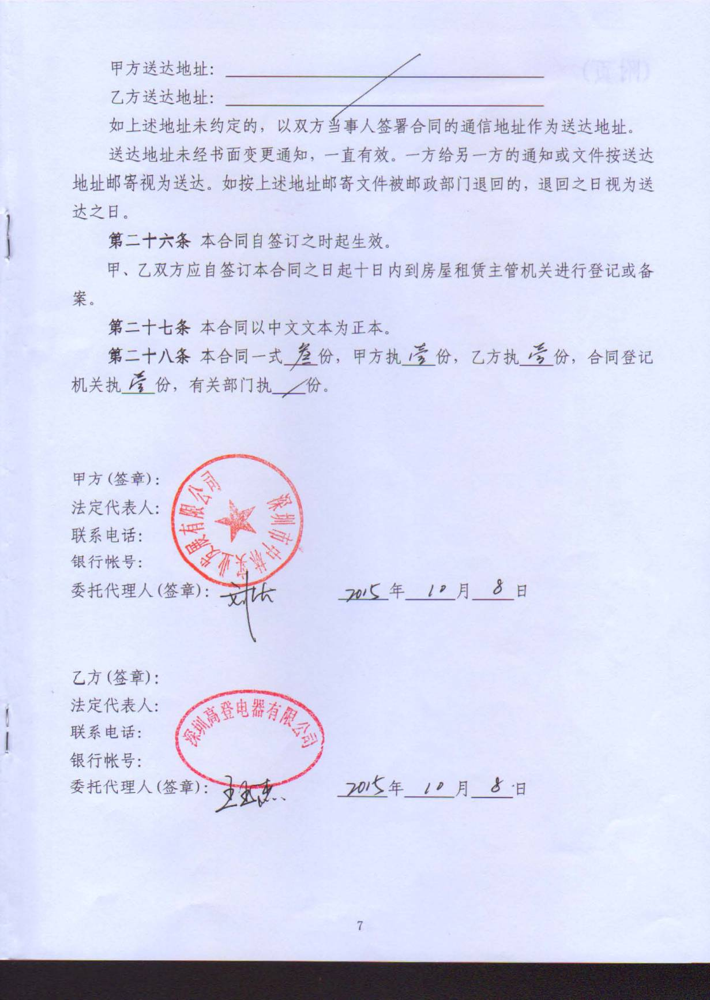 甲方送达地址：
乙方送达地址：
如上述地址未约定的，以双方当事人签署合同的通信地址作为送达地址。
送达地址未经书面变更通知，一直有效。一方给另一方的通知或文件按送达
地址邮寄视为送达。如按上述地址邮寄文件被邮政部门退回的，退回之日视为送
达之日。
第二十六条 本合同自签订之时起生效。
甲、乙双方应自签订本合同之日起十日内到房屋租赁主管机关进行登记或备
案。
第二十七条 本合同以中文文本为正本。
第二十八条 本合同一式叁份，甲方执壹份，乙方执壹份，合同登记
机关执壹份，有关部门执/份。
甲方(签章)：
法定代表人：
联系电话：
银行帐号：
深圳市中林实业发展有限公司
委托代理人(签章)： 2015年10月8日
乙方(签章)：
法定代表人：
联系电话：
银行帐号：
深圳高登电器有限公司
委托代理人(签章)： 2015年10月8日
7